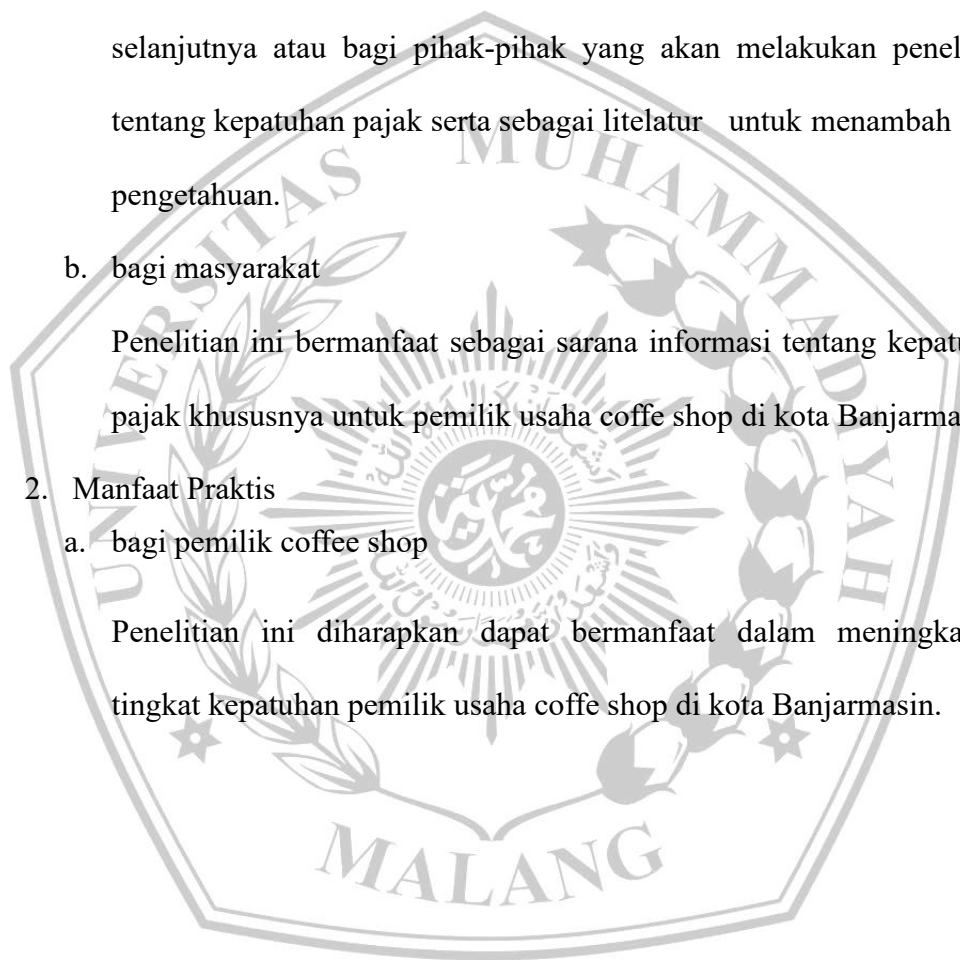 selanjutnya atau bagi pihak-pihak yang akan melakukan penel
tentang kepatuhan pajak serta sebagai litelatur untuk menambah
pengetahuan.
b. bagi masyarakat
Penelitian ini bermanfaat sebagai sarana informasi tentang kepatu
pajak khususnya untuk pemilik usaha coffe shop di kota Banjarma
2. Manfaat Praktis
a. bagi pemilik coffee shop
Penelitian ini diharapkan dapat bermanfaat dalam meningka
tingkat kepatuhan pemilik usaha coffe shop di kota Banjarmasin.
UNIVERSITAS MUHAMMADIYAH
MALANG